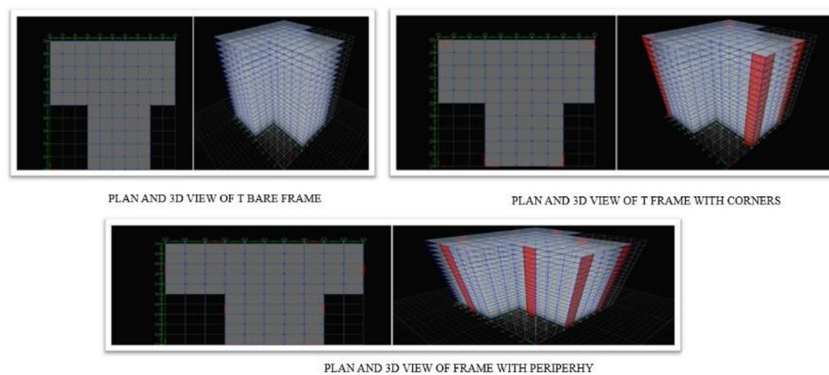 PLAN AND 3D VIEW OF T BARE FRAME
PLAN AND 3D VIEW OF T FRAME WITH CORNERS
PLAN AND 3D VIEW OF FRAME WITH PERIPERHY